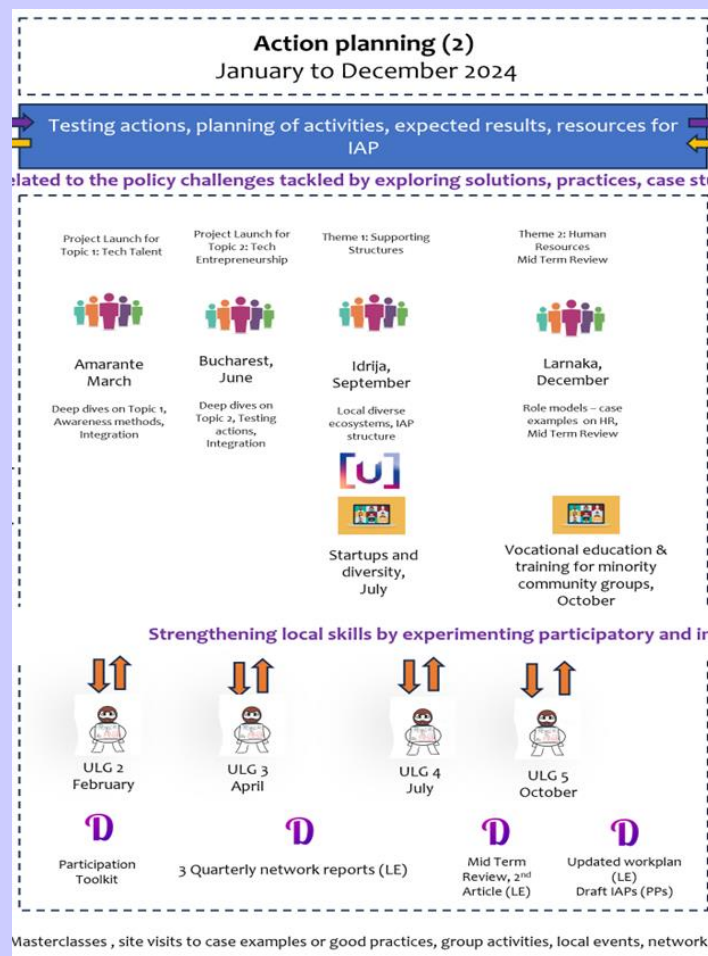 Action planning (2)
January to December 2024
Testing actions, planning of activities, expected results, resources for
IAP
elated to the policy challenges tackled by exploring solutions, practices, case stu
Project Launch for
Topic 1: Tech Talent
Project Launch for
Topic 2: Tech
Entrepreneurship
Theme 1: Supporting
Structures
Theme 2: Human
Resources
Mid Term Review
Amarante
March
Bucharest,
June
Idrija,
September
Larnaka,
December
Deep dives on Topic 1,
Awareness methods,
Integration
Deep dives on
Topic 2, Testing
actions,
Integration
Local diverse
ecosystems, IAP
structure
Role models – case
examples on HR,
Mid Term Review
[U]
Startups and
diversity,
July
Vocational education &
training for minority
community groups,
October
Strengthening local skills by experimenting participatory and in
ULG 2
February
ULG 3
April
ULG 4
July
ULG 5
October
D
D
D
D
Participation
Toolkit
3 Quarterly network reports (LE)
Mid Term
Review, 2nd
Article (LE)
Updated workplan
(LE)
Draft IAPs (PPs)
Masterclasses , site visits to case examples or good practices, group activities, local events, network